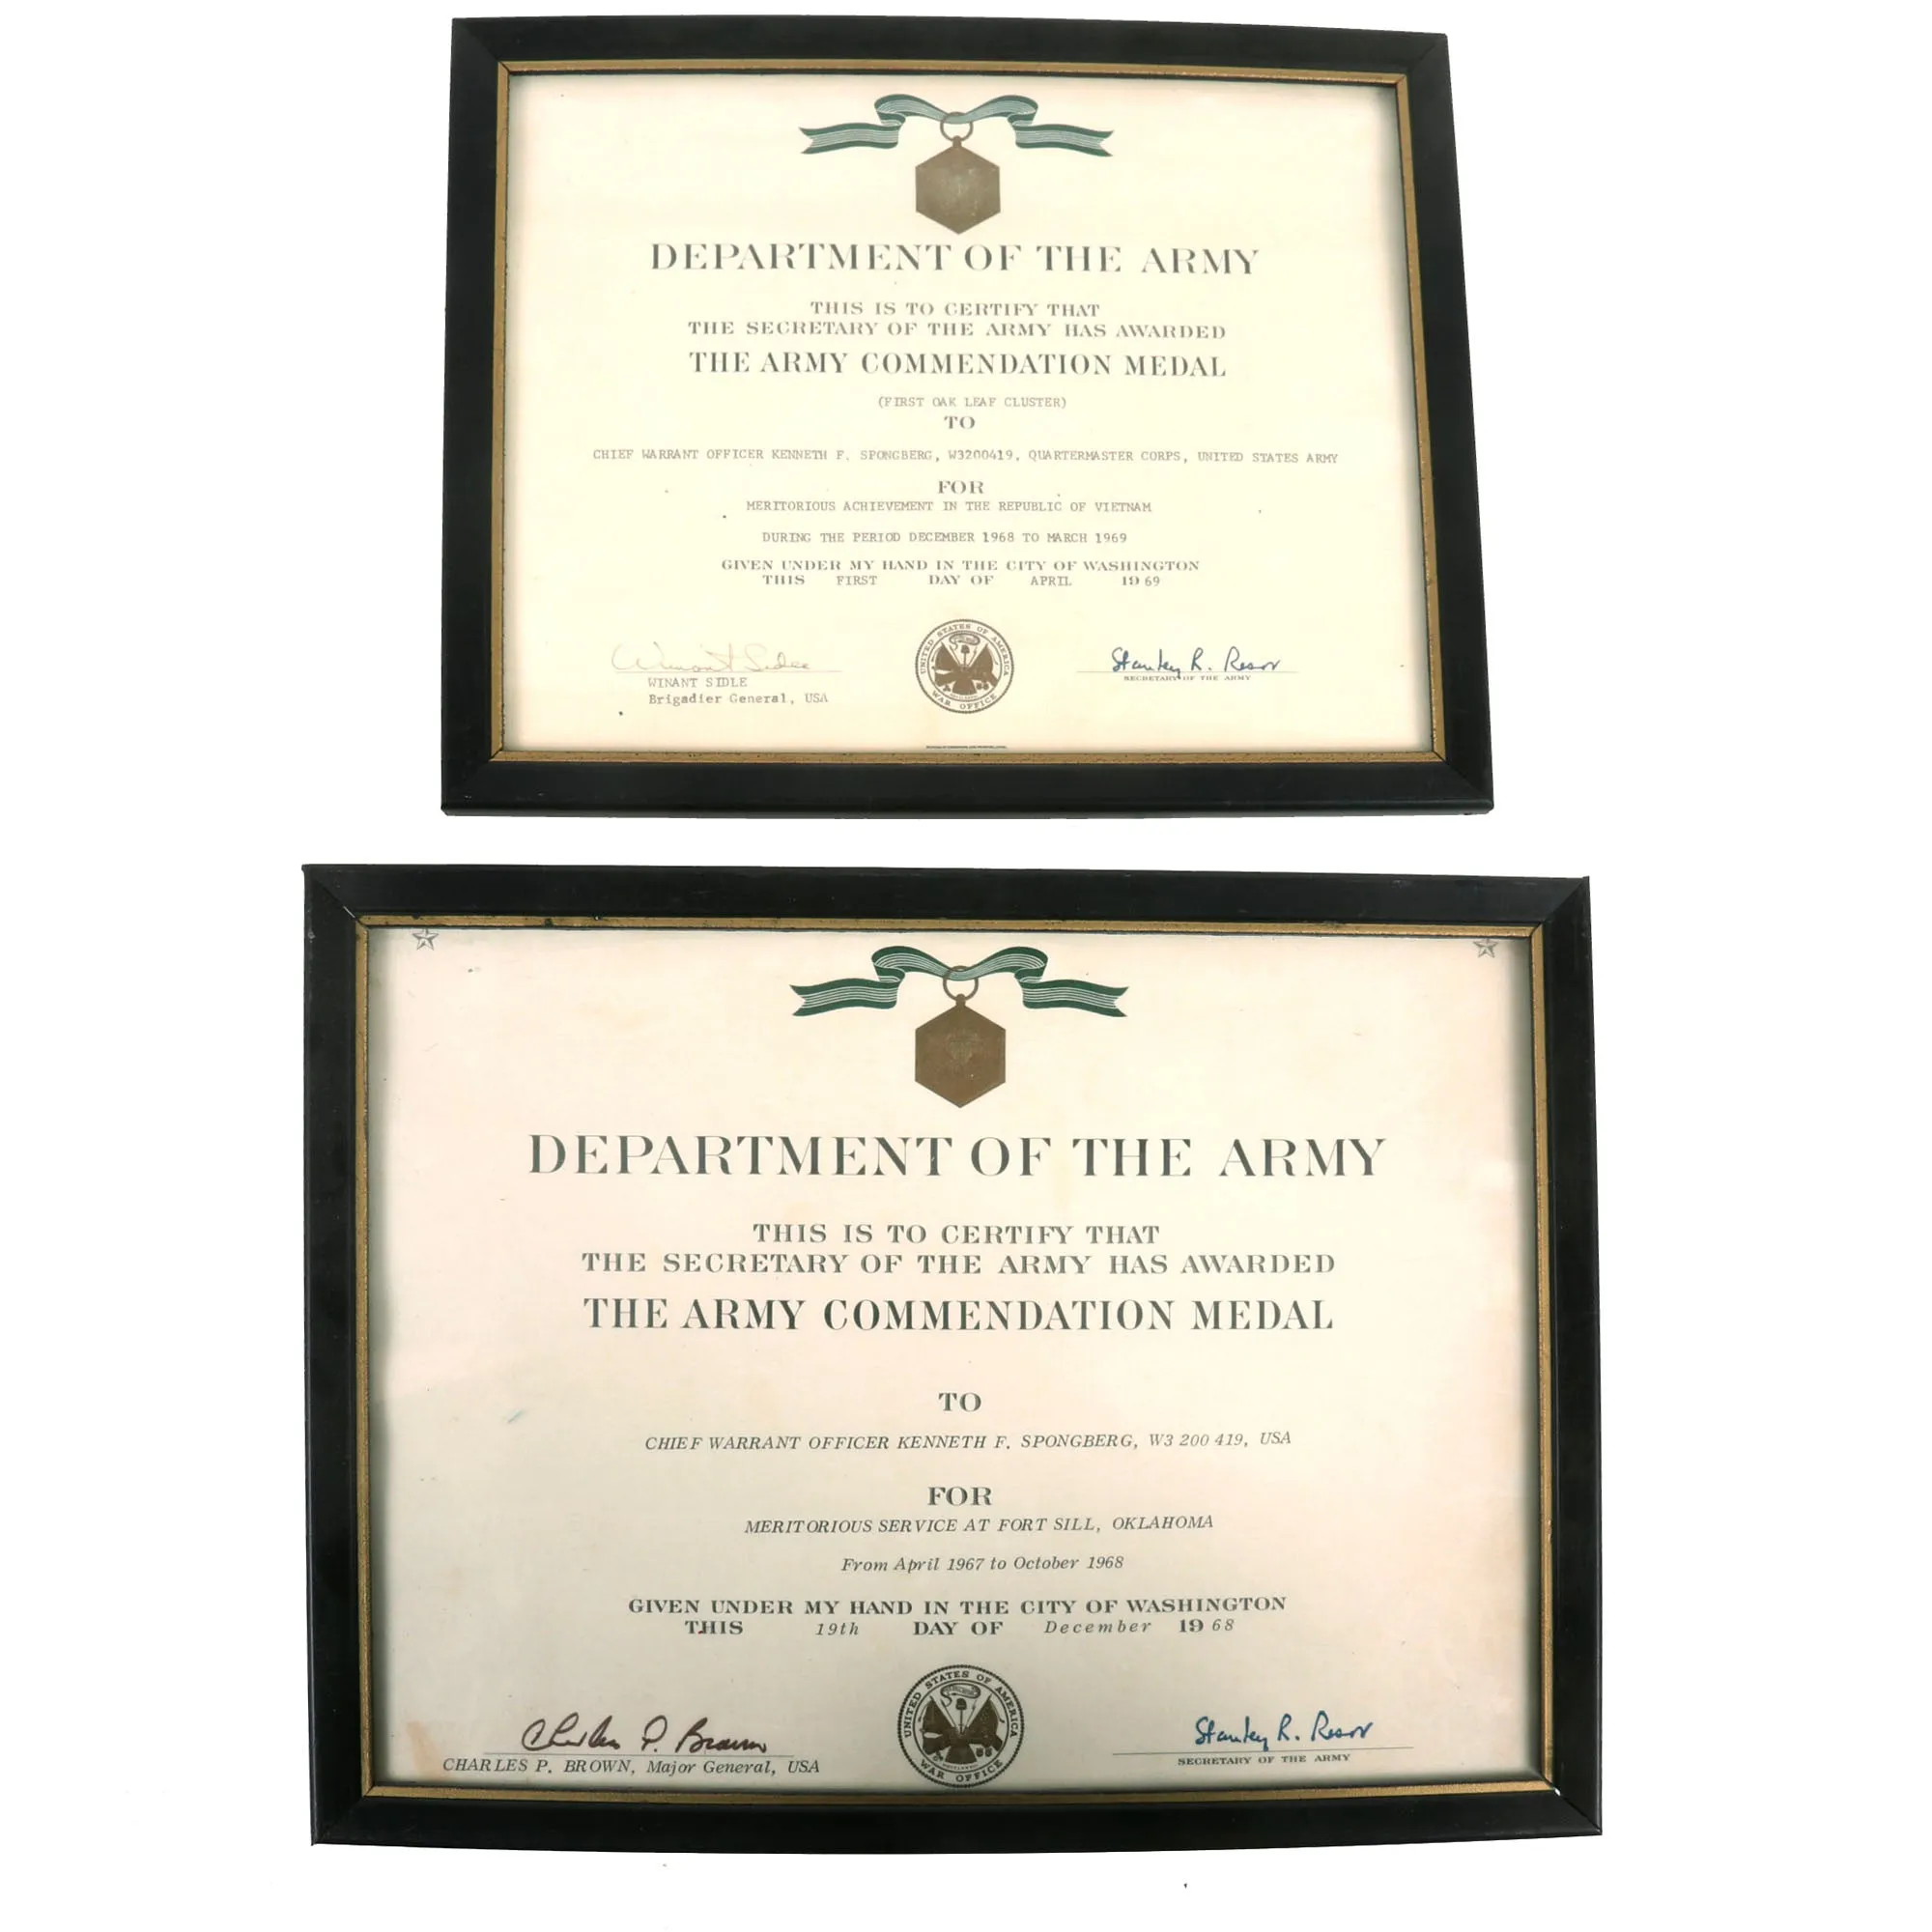 DEPARTMENT OF THE ARMY
THIS IS TO CERTIFY THAT
THE SECRETARY OF THE ARMY HAS AWARDED
THE ARMY COMMENDATION MEDAL
(FIRST OAK LEAF CLUSTER)
TO
CHIEF WARRANT OFFICER KENNETH F. SPONGBERG, W3200419, QUARTERMASTER CORPS, UNITED STATES ARMY
FOR
MERITORIOUS ACHIEVEMENT IN THE REPUBLIC OF VIETNAM
DURING THE PERIOD DECEMBER 1968 TO MARCH 1969
GIVEN UNDER MY HAND IN THE CITY OF WASHINGTON
THIS FIRST DAY OF APRIL 1969
Winant Sidle
WINANT SIDLE
Brigadier General, USA
UNITED STATES OF AMERICA
WAR OFFICE
Stanley R. Resor
SECRETARY OF THE ARMY
DEPARTMENT OF THE ARMY
THIS IS TO CERTIFY THAT
THE SECRETARY OF THE ARMY HAS AWARDED
THE ARMY COMMENDATION MEDAL
TO
CHIEF WARRANT OFFICER KENNETH F. SPONGBERG, W3 200 419, USA
FOR
MERITORIOUS SERVICE AT FORT SILL, OKLAHOMA
From April 1967 to October 1968
GIVEN UNDER MY HAND IN THE CITY OF WASHINGTON
THIS 19th DAY OF December 1968
Charles P. Brown
CHARLES P. BROWN, Major General, USA
UNITED STATES OF AMERICA
WAR OFFICE
Stanley R. Resor
SECRETARY OF THE ARMY